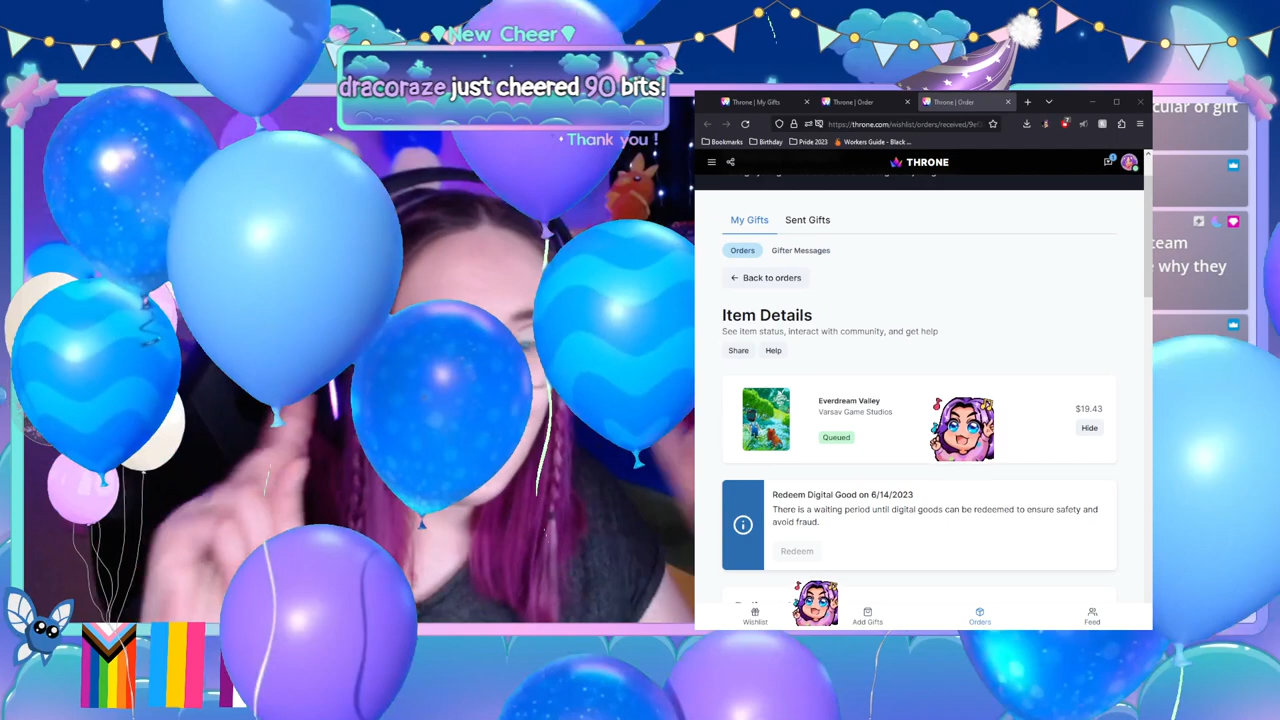 New Cheer
dracoraze just cheered 90 bits!
Thank you !
Throne | My Gifts
Throne | Order
Throne | Order
https://throne.com/wishlist/orders/received/9e
Bookmarks
Birthday
Pride 2023
Workers Guide - Black ...
THRONE
My Gifts
Sent Gifts
Orders
Gifter Messages
← Back to orders
Item Details
See item status, interact with community, and get help
Share
Help
Everdream Valley
Varsav Game Studios
Queued
$19.43
Hide
Redeem Digital Good on 6/14/2023
There is a waiting period until digital goods can be redeemed to ensure safety and
avoid fraud.
Redeem
Wishlist
Add Gifts
Orders
Feed
cular of gift
team
why they